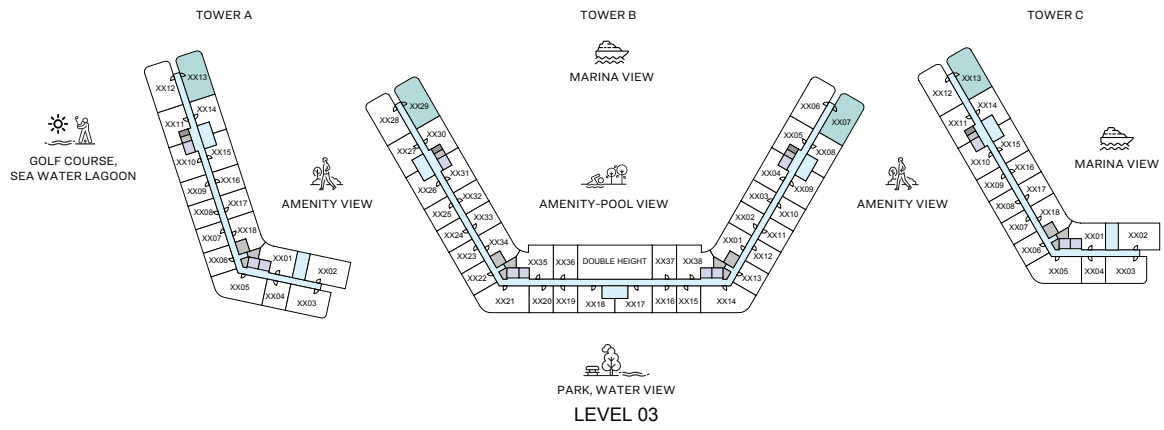 TOWER A
TOWER B
TOWER C
MARINA VIEW
GOLF COURSE,
SEA WATER LAGOON
AMENITY VIEW
AMENITY-POOL VIEW
AMENITY VIEW
MARINA VIEW
XX12
XX13
XX14
XX11
XX15
XX10
XX16
XX09
XX17
XX08
XX18
XX07
XX06
XX01
XX02
XX05
XX04
XX03
XX29
XX28
XX30
XX27
XX31
XX26
XX32
XX25
XX33
XX24
XX34
XX23
XX22
XX35
XX36
DOUBLE HEIGHT
XX37
XX38
XX21
XX20
XX19
XX18
XX17
XX16
XX15
XX14
XX06
XX07
XX05
XX08
XX04
XX09
XX03
XX10
XX02
XX11
XX01
XX12
XX13
XX13
XX12
XX14
XX11
XX15
XX10
XX16
XX09
XX17
XX08
XX18
XX07
XX06
XX01
XX02
XX05
XX04
XX03
PARK, WATER VIEW
LEVEL 03